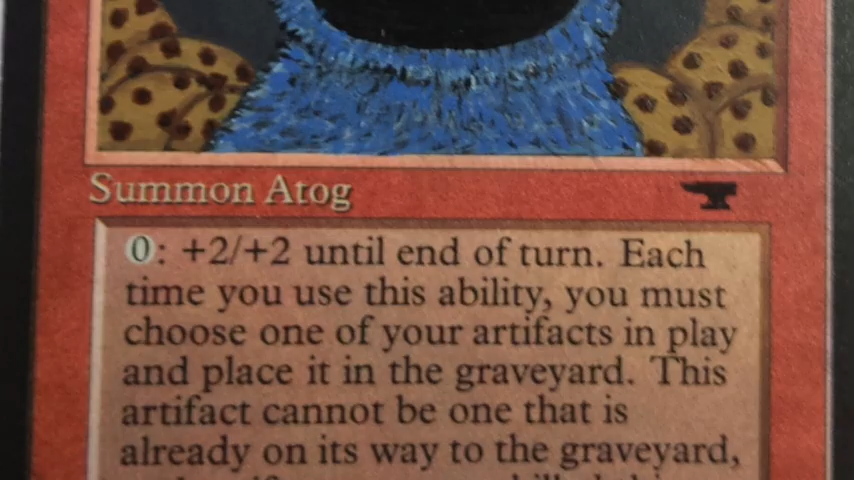 Summon Atog
0: +2/+2 until end of turn. Each
time you use this ability, you must
choose one of your artifacts in play
and place it in the graveyard. This
artifact cannot be one that is
already on its way to the graveyard,